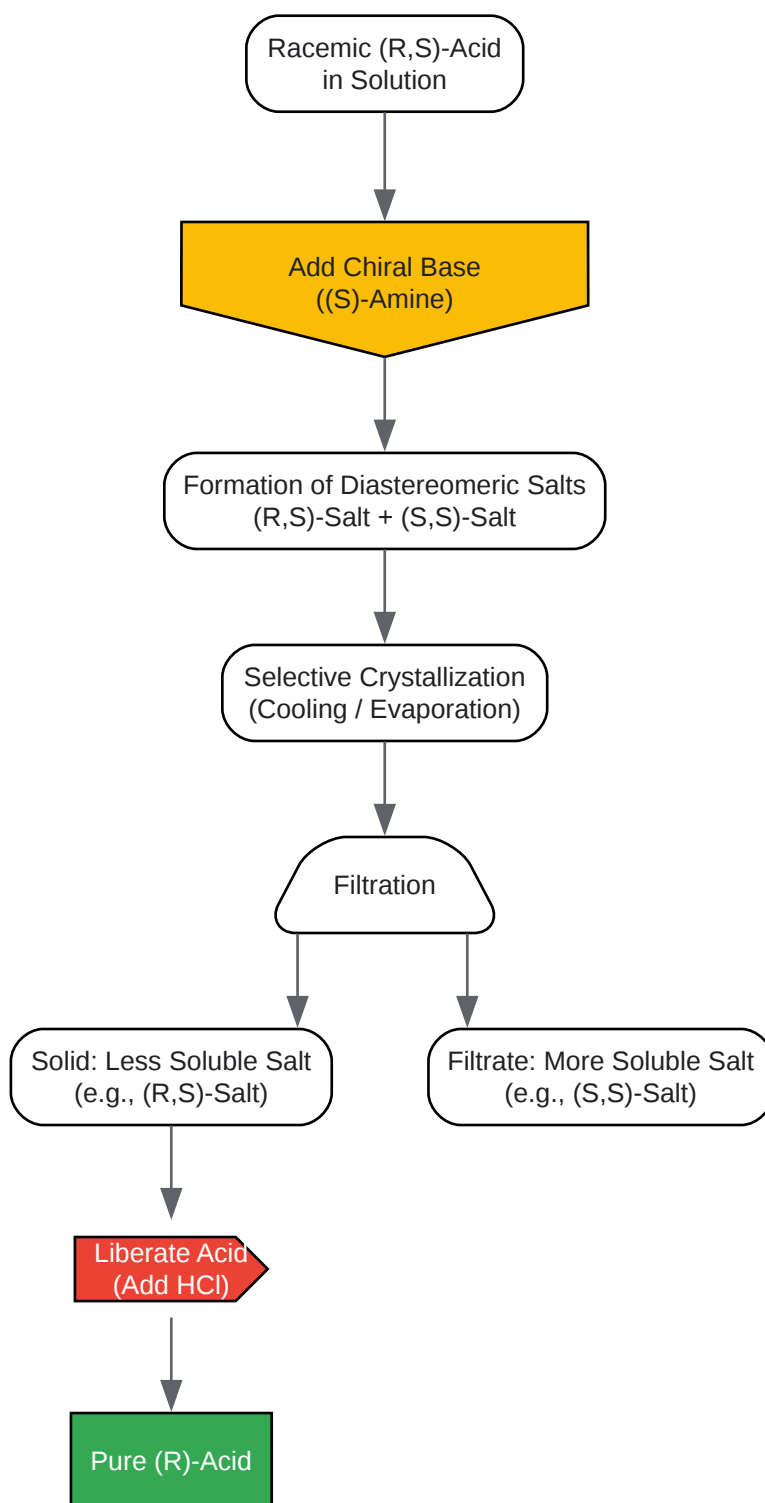 Racemic (R,S)-Acid
in Solution
Add Chiral Base
((S)-Amine)
Formation of Diastereomeric Salts
(R,S)-Salt + (S,S)-Salt
Selective Crystallization
(Cooling / Evaporation)
Filtration
Solid: Less Soluble Salt
(e.g., (R,S)-Salt)
Filtrate: More Soluble Salt
(e.g., (S,S)-Salt)
Liberate Acid
(Add HCl)
Pure (R)-Acid